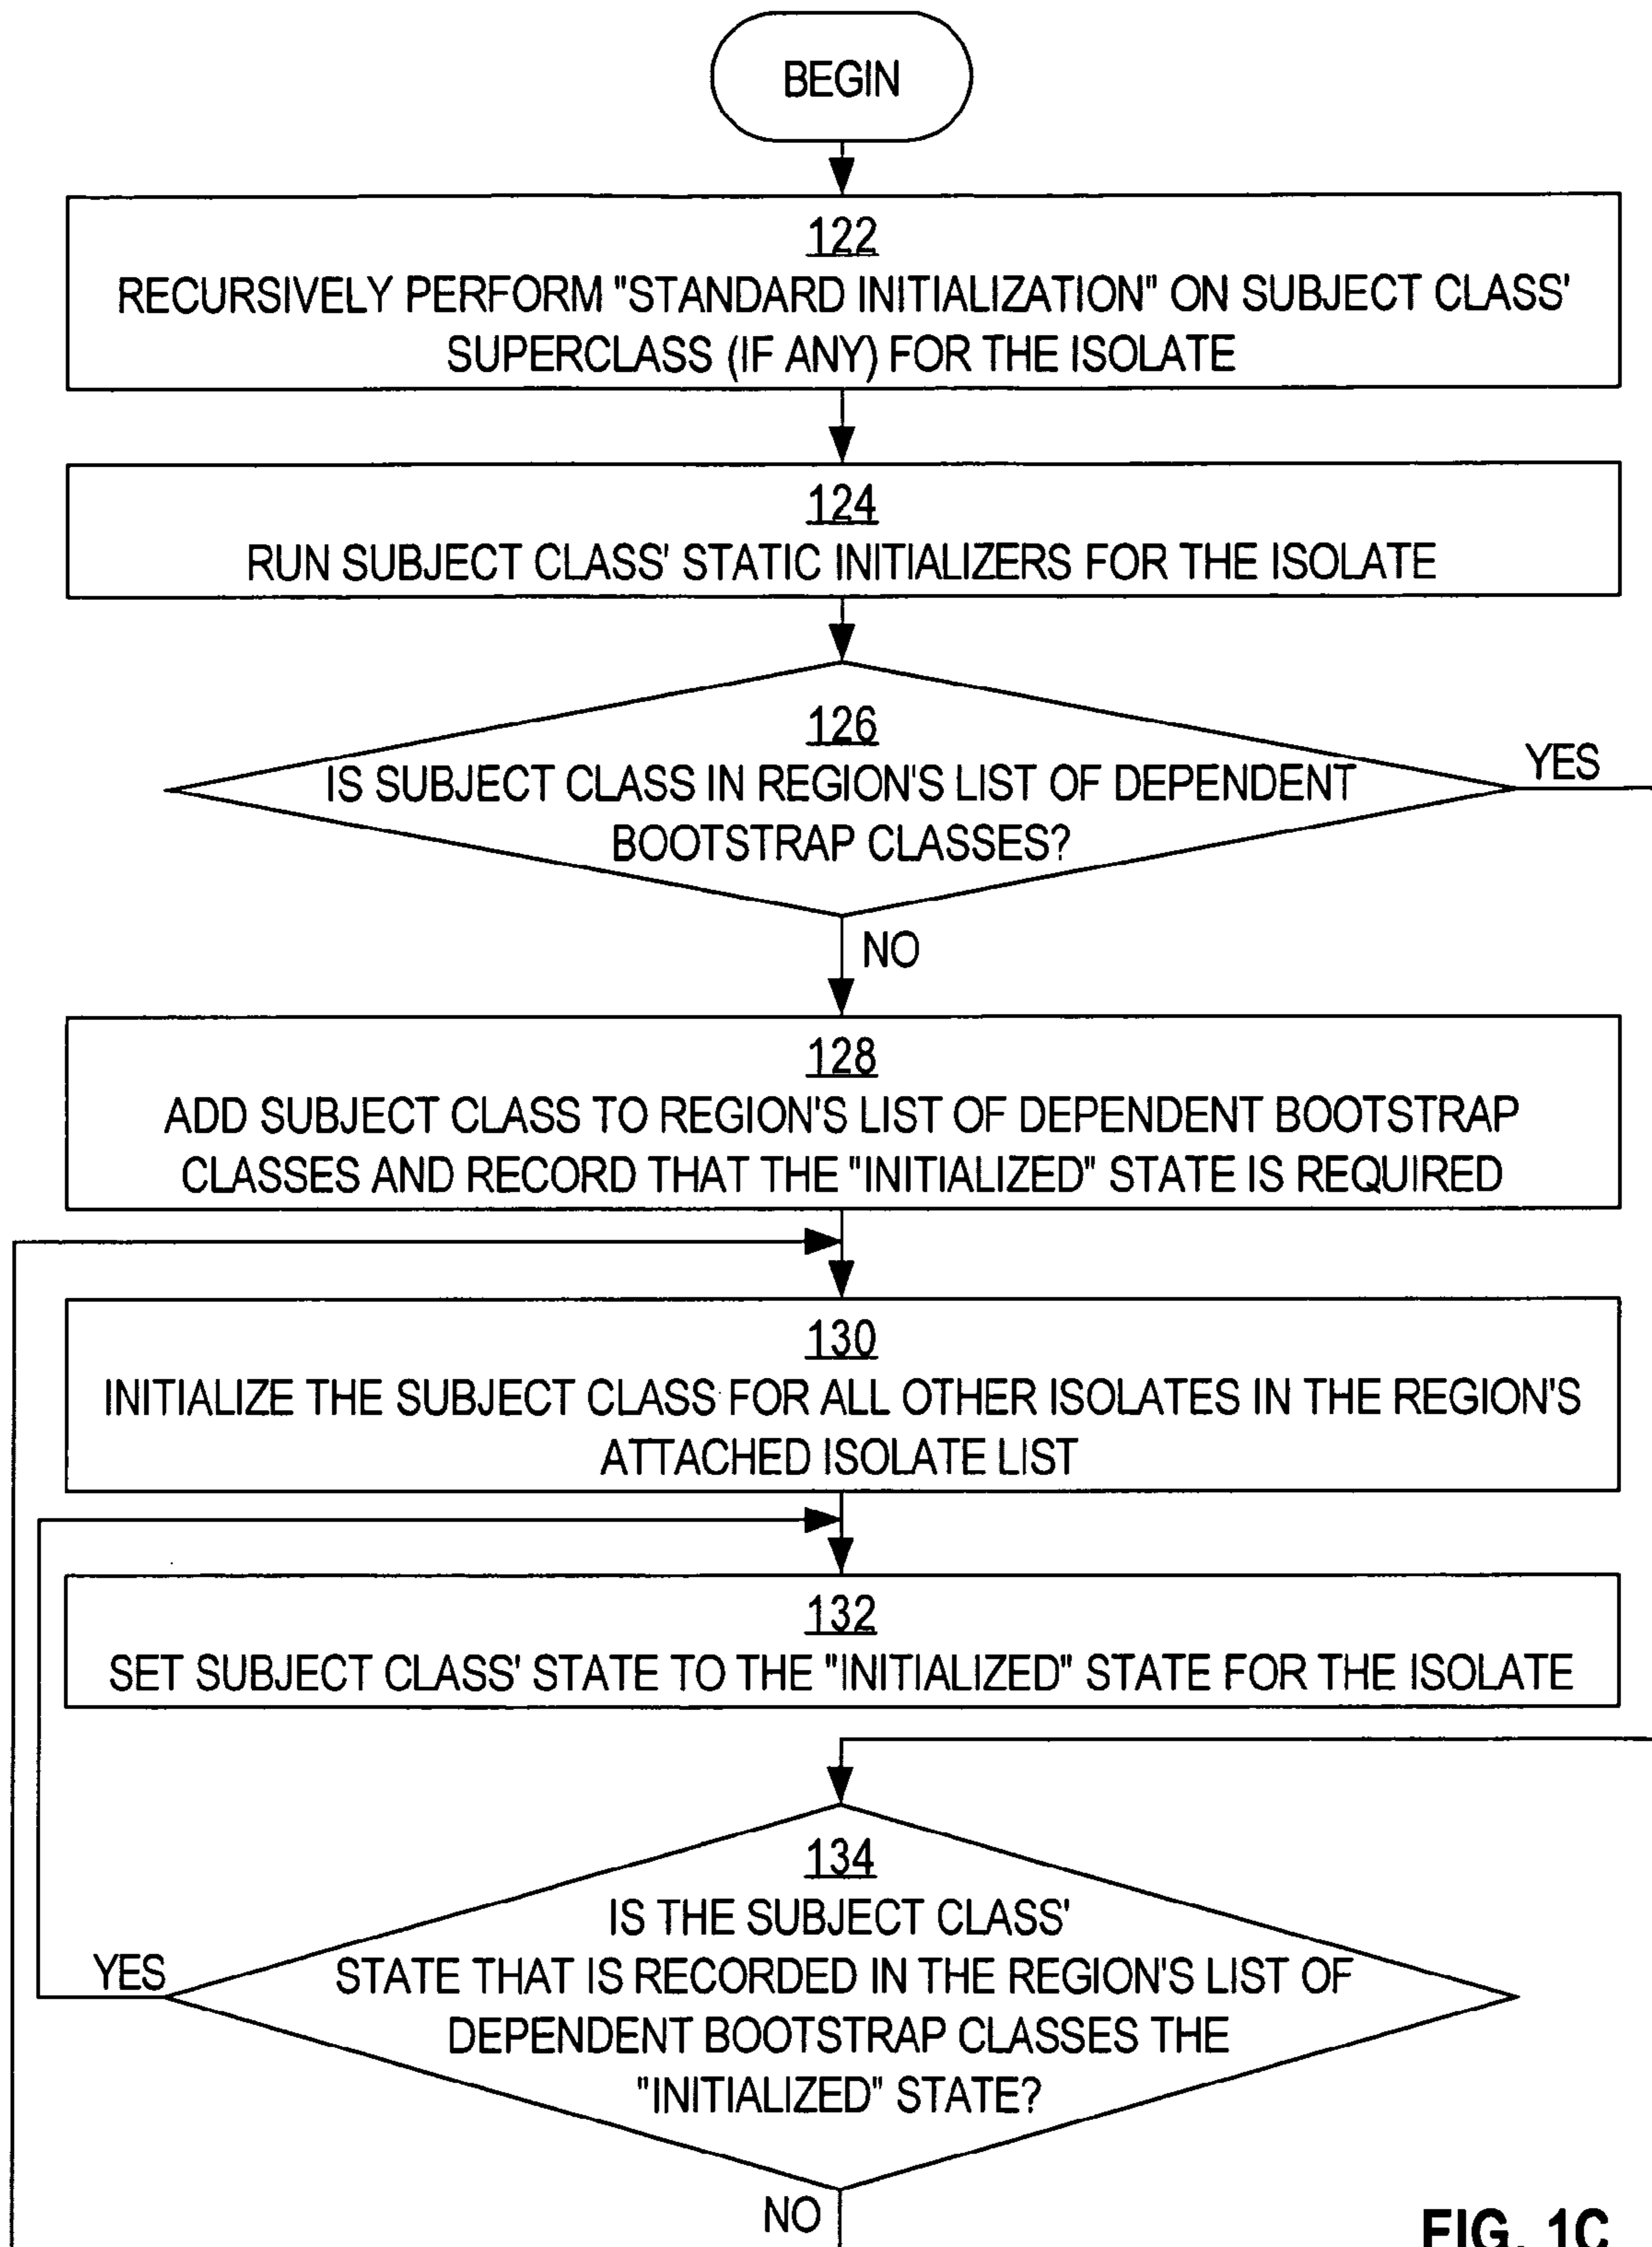 BEGIN
122
RECURSIVELY PERFORM "STANDARD INITIALIZATION" ON SUBJECT CLASS'
SUPERCLASS (IF ANY) FOR THE ISOLATE
124
RUN SUBJECT CLASS' STATIC INITIALIZERS FOR THE ISOLATE
126
IS SUBJECT CLASS IN REGION'S LIST OF DEPENDENT
BOOTSTRAP CLASSES?
YES
NO
128
ADD SUBJECT CLASS TO REGION'S LIST OF DEPENDENT BOOTSTRAP
CLASSES AND RECORD THAT THE "INITIALIZED" STATE IS REQUIRED
130
INITIALIZE THE SUBJECT CLASS FOR ALL OTHER ISOLATES IN THE REGION'S
ATTACHED ISOLATE LIST
132
SET SUBJECT CLASS' STATE TO THE "INITIALIZED" STATE FOR THE ISOLATE
134
IS THE SUBJECT CLASS'
STATE THAT IS RECORDED IN THE REGION'S LIST OF
DEPENDENT BOOTSTRAP CLASSES THE
"INITIALIZED" STATE?
YES
NO
FIG. 1C